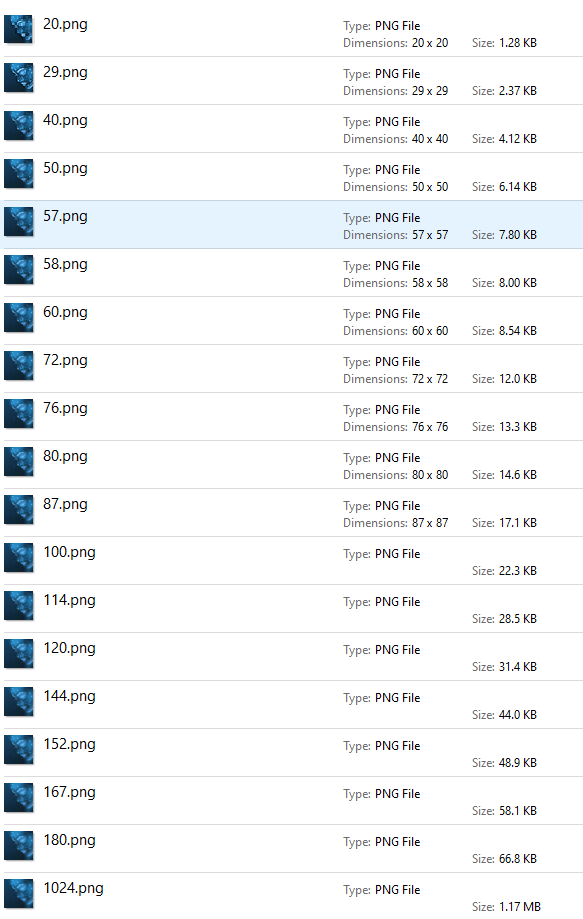 20.png
Type: PNG File
Dimensions: 20 x 20 Size: 1.28 KB
29.png
Type: PNG File
Dimensions: 29 x 29 Size: 2.37 KB
40.png
Type: PNG File
Dimensions: 40 x 40 Size: 4.12 KB
50.png
Type: PNG File
Dimensions: 50 x 50 Size: 6.14 KB
57.png
Type: PNG File
Dimensions: 57 x 57 Size: 7.80 KB
58.png
Type: PNG File
Dimensions: 58 x 58 Size: 8.00 KB
60.png
Type: PNG File
Dimensions: 60 x 60 Size: 8.54 KB
72.png
Type: PNG File
Dimensions: 72 x 72 Size: 12.0 KB
76.png
Type: PNG File
Dimensions: 76 x 76 Size: 13.3 KB
80.png
Type: PNG File
Dimensions: 80 x 80 Size: 14.6 KB
87.png
Type: PNG File
Dimensions: 87 x 87 Size: 17.1 KB
100.png
Type: PNG File
Size: 22.3 KB
114.png
Type: PNG File
Size: 28.5 KB
120.png
Type: PNG File
Size: 31.4 KB
144.png
Type: PNG File
Size: 44.0 KB
152.png
Type: PNG File
Size: 48.9 KB
167.png
Type: PNG File
Size: 58.1 KB
180.png
Type: PNG File
Size: 66.8 KB
1024.png
Type: PNG File
Size: 1.17 MB